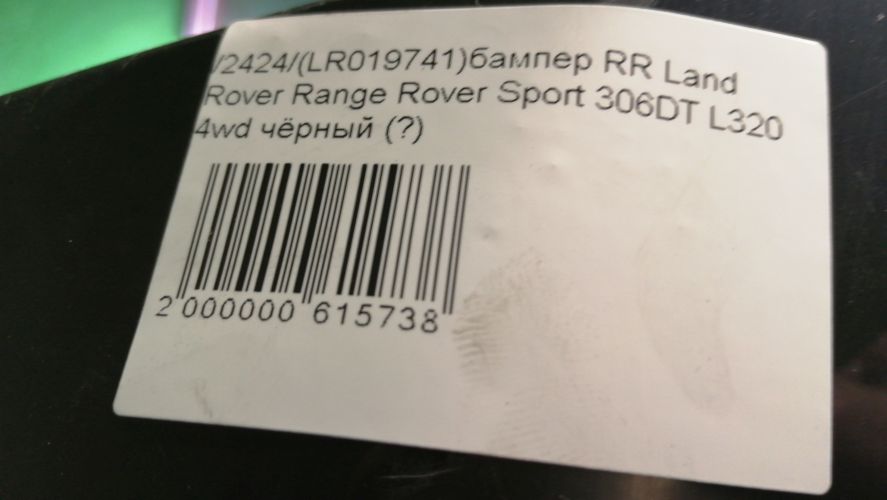 /2424/(LR019741)бампер RR Land
Rover Range Rover Sport 306DT L320
4wd чёрный (?)
2 000000 615738